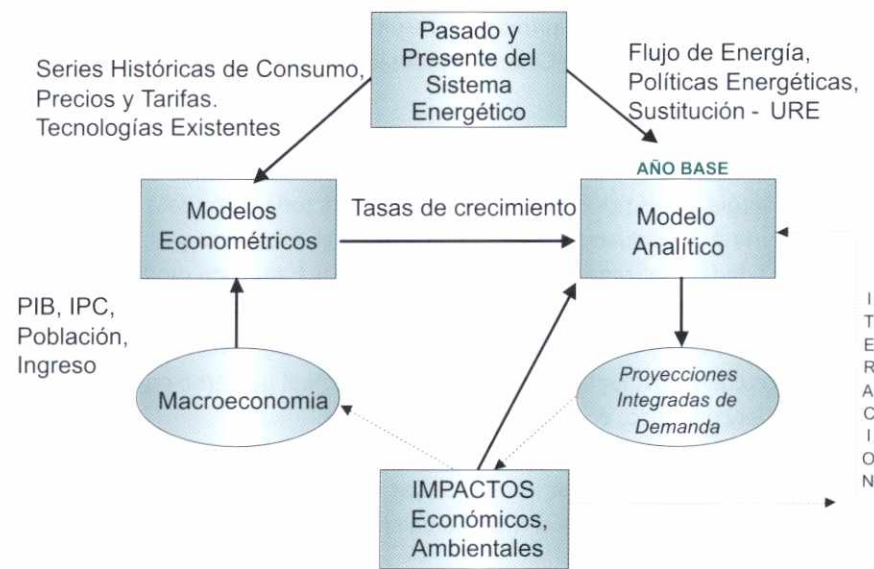 Pasado y
Presente del
Sistema
Energético
Series Históricas de Consumo,
Precios y Tarifas.
Tecnologías Existentes
Flujo de Energía,
Políticas Energéticas,
Sustitución - URE
AÑO BASE
Modelos
Econométricos
Tasas de crecimiento
Modelo
Analítico
PIB, IPC,
Población,
Ingreso
Macroeconomia
Proyecciones
Integradas de
Demanda
ITERACION
IMPACTOS
Económicos,
Ambientales